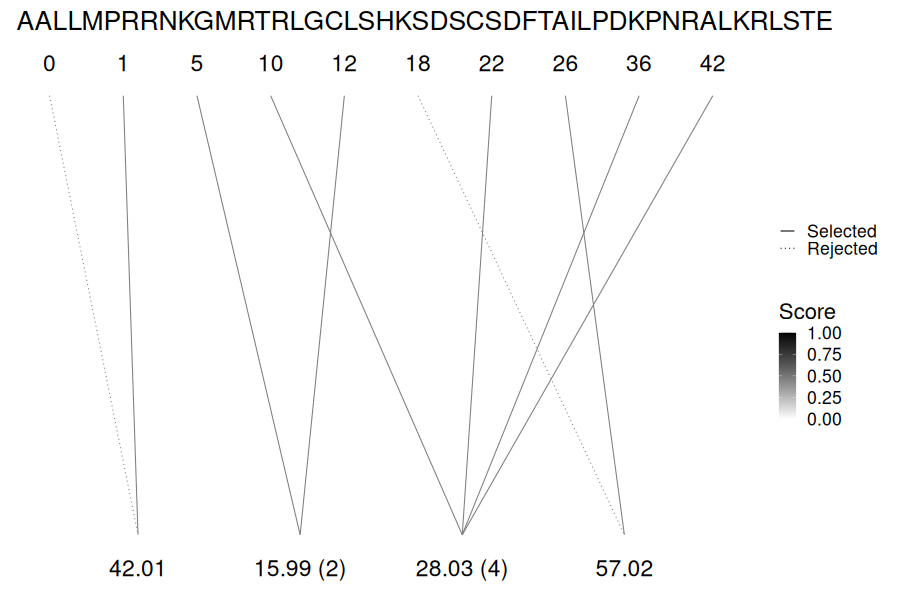 AALLMPRRNKGMRTRLGCLSHKSDSCSDFTAILPDKPNRALKRLSTE
0 1 5 10 12 18 22 26 36 42
Selected
Rejected
Score
1.00
0.75
0.50
0.25
0.00
42.01 15.99 (2) 28.03 (4) 57.02